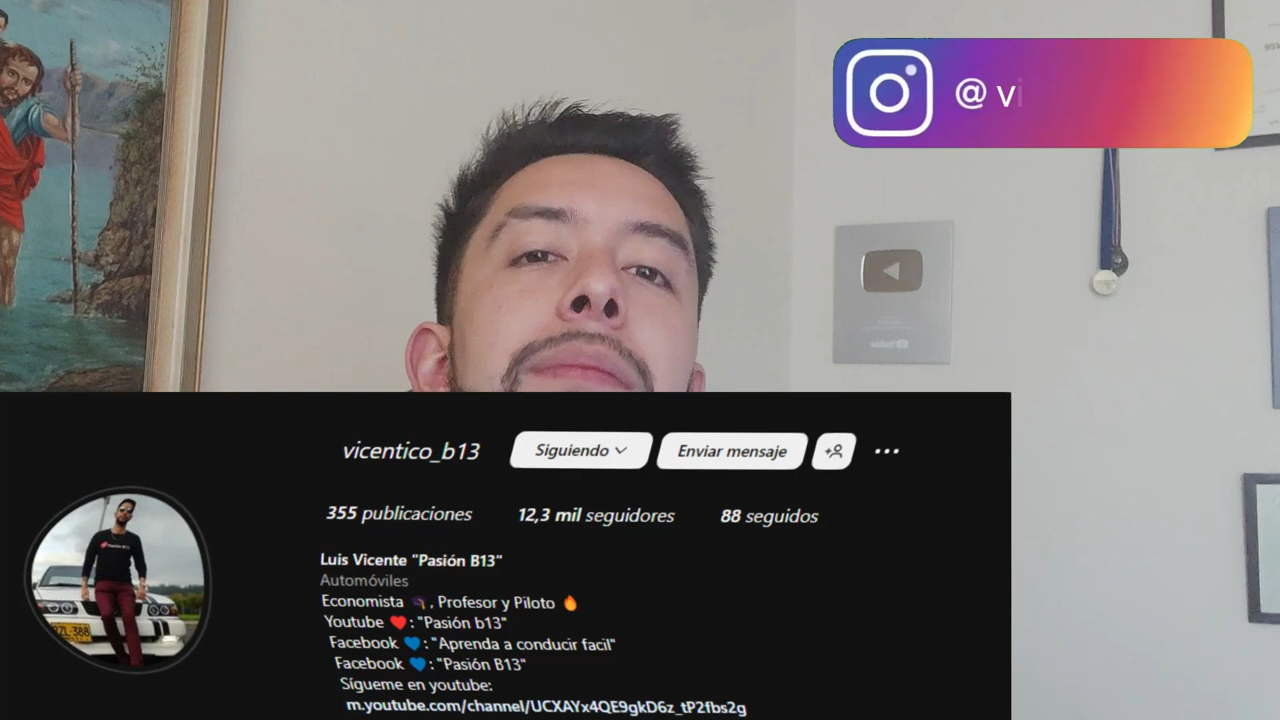 @ vi
vicentico_b13 Siguiendo Enviar mensaje
355 publicaciones 12,3 mil seguidores 88 seguidos
Luis Vicente "Pasión B13"
Automóviles
Economista , Profesor y Piloto
Youtube : "Pasión b13"
Facebook : "Aprenda a conducir facil"
Facebook : "Pasión B13"
Sígueme en youtube:
m.youtube.com/channel/UCXAYx4QE9gkD6z_tP2fbs2g